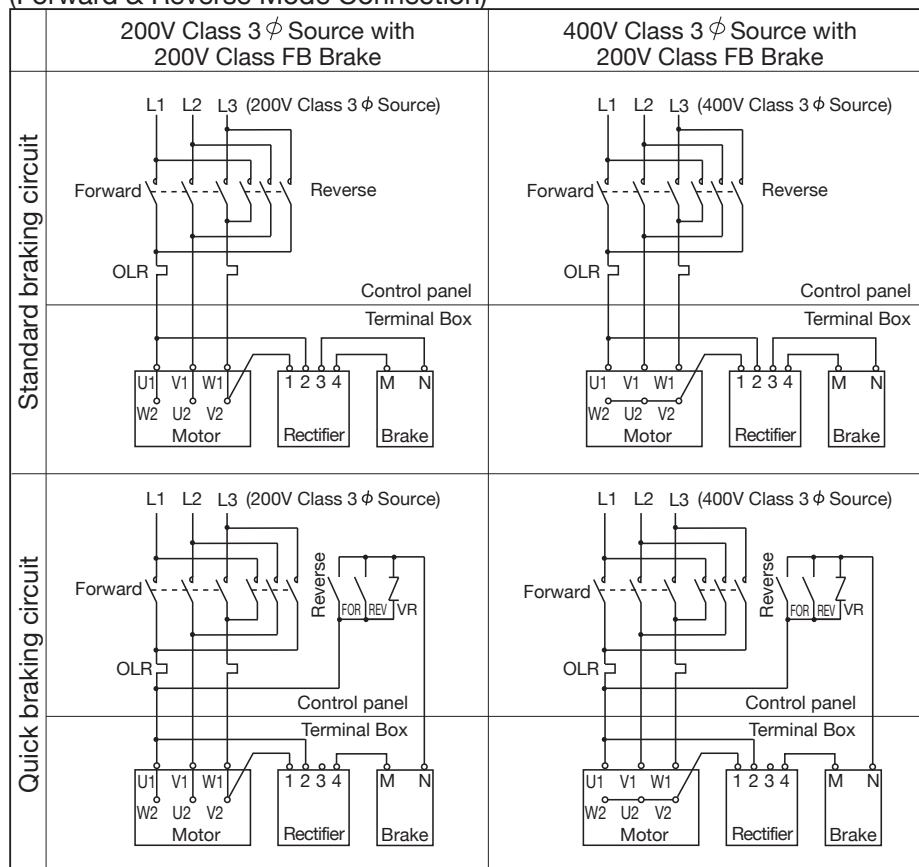 (Forward & Reverse Mode Connection)
200V Class 3 ϕ Source with
200V Class FB Brake
400V Class 3 ϕ Source with
200V Class FB Brake
Standard braking circuit
L1 L2 L3 (200V Class 3 ϕ Source)
Forward Reverse
OLR
Control panel
Terminal Box
U1 V1 W1 1 2 3 4 M N
W2 U2 V2
Motor Rectifier Brake
L1 L2 L3 (400V Class 3 ϕ Source)
Forward Reverse
OLR
Control panel
Terminal Box
U1 V1 W1 1 2 3 4 M N
W2 U2 V2
Motor Rectifier Brake
Quick braking circuit
L1 L2 L3 (200V Class 3 ϕ Source)
Forward Reverse FOR REV VR
OLR
Control panel
Terminal Box
U1 V1 W1 1 2 3 4 M N
W2 U2 V2
Motor Rectifier Brake
L1 L2 L3 (400V Class 3 ϕ Source)
Forward Reverse FOR REV VR
OLR
Control panel
Terminal Box
U1 V1 W1 1 2 3 4 M N
W2 U2 V2
Motor Rectifier Brake